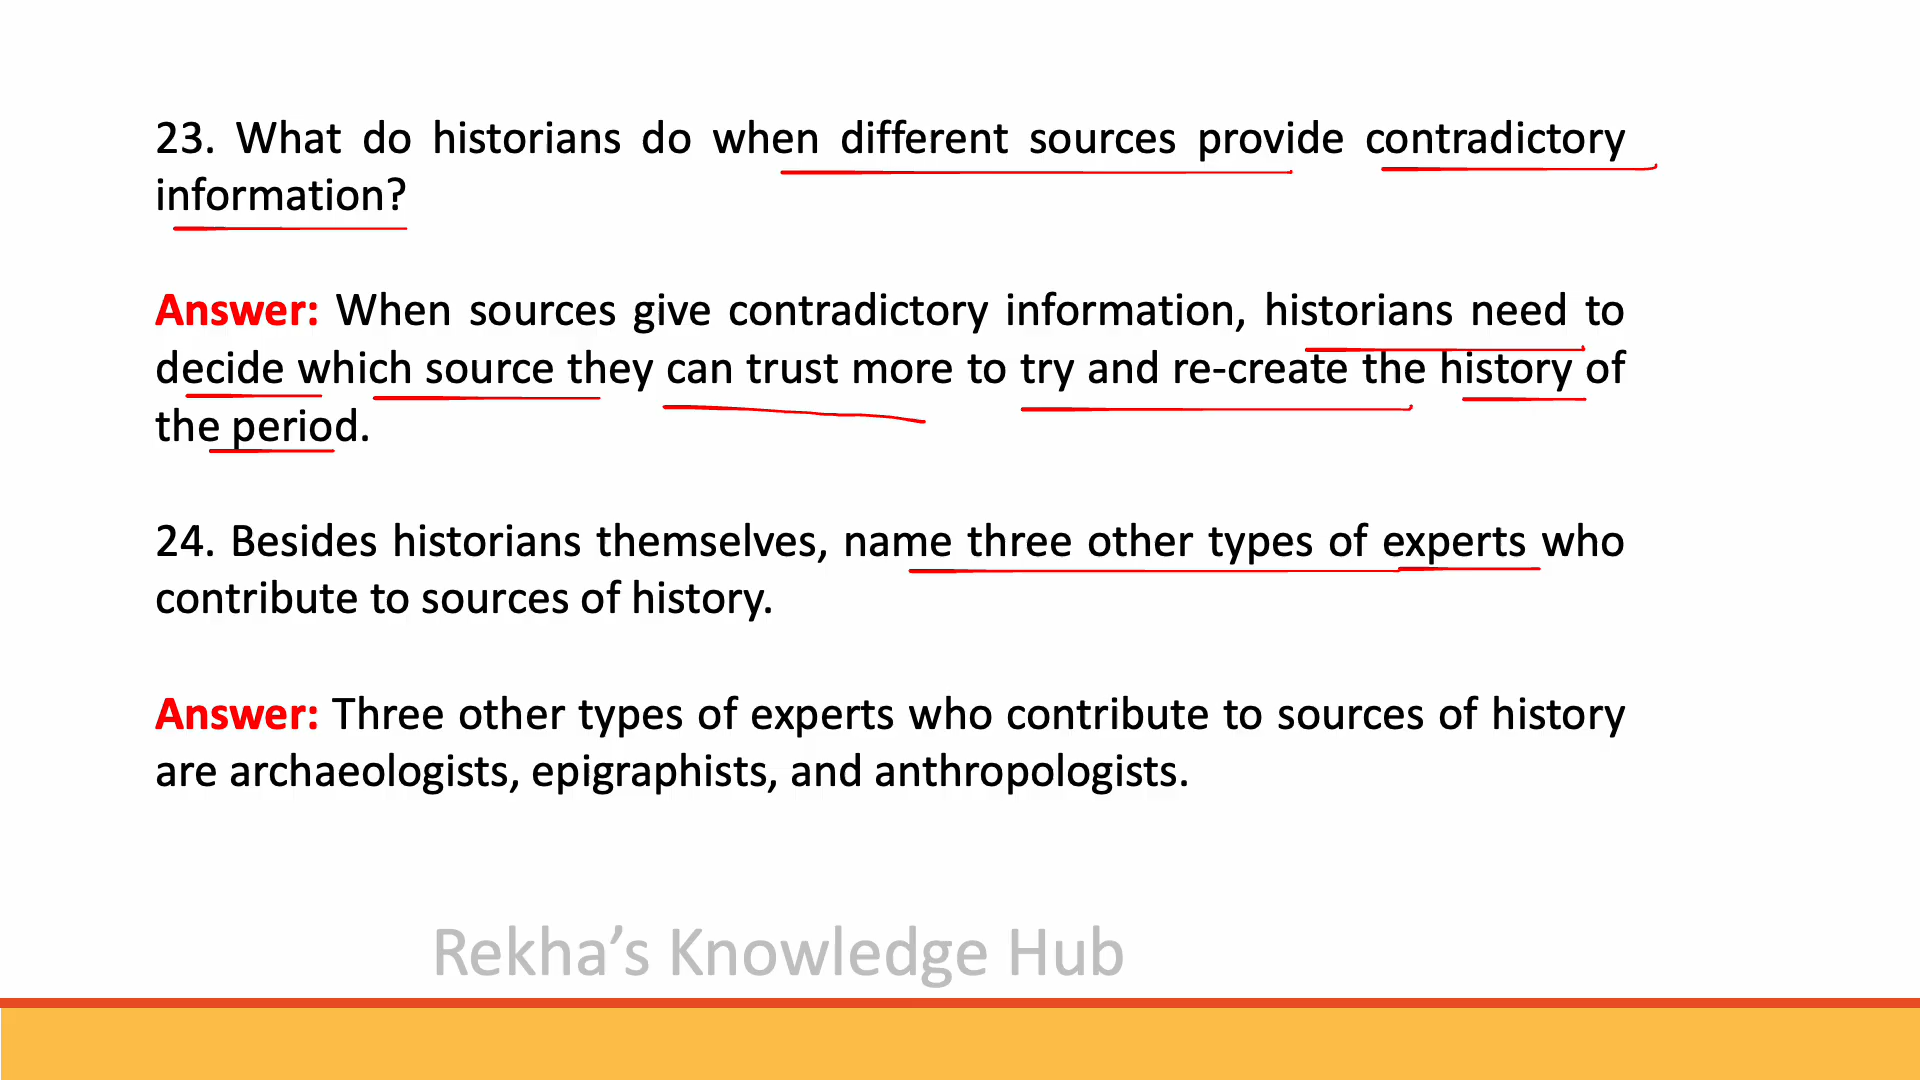 23. What do historians do when different sources provide contradictory
information?
Answer: When sources give contradictory information, historians need to
decide which source they can trust more to try and re-create the history of
the period.
24. Besides historians themselves, name three other types of experts who
contribute to sources of history.
Answer: Three other types of experts who contribute to sources of history
are archaeologists, epigraphists, and anthropologists.
Rekha’s Knowledge Hub